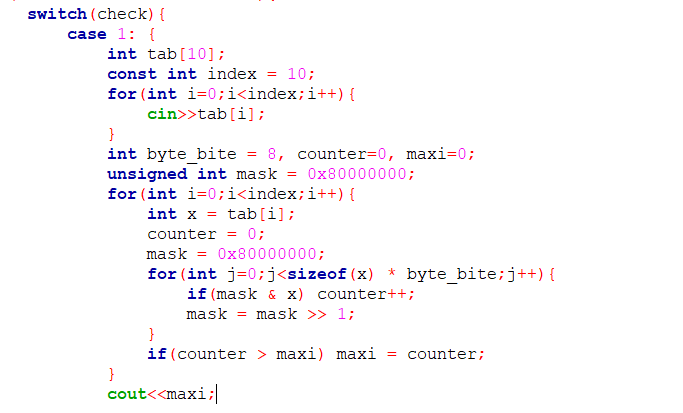 switch(check){
case 1: {
int tab[10];
const int index = 10;
for(int i=0;i<index;i++){
cin>>tab[i];
}
int byte_bite = 8, counter=0, maxi=0;
unsigned int mask = 0x80000000;
for(int i=0;i<index;i++){
int x = tab[i];
counter = 0;
mask = 0x80000000;
for(int j=0;j<sizeof(x) * byte_bite;j++){
if(mask & x) counter++;
mask = mask >> 1;
}
if(counter > maxi) maxi = counter;
}
cout<<maxi;